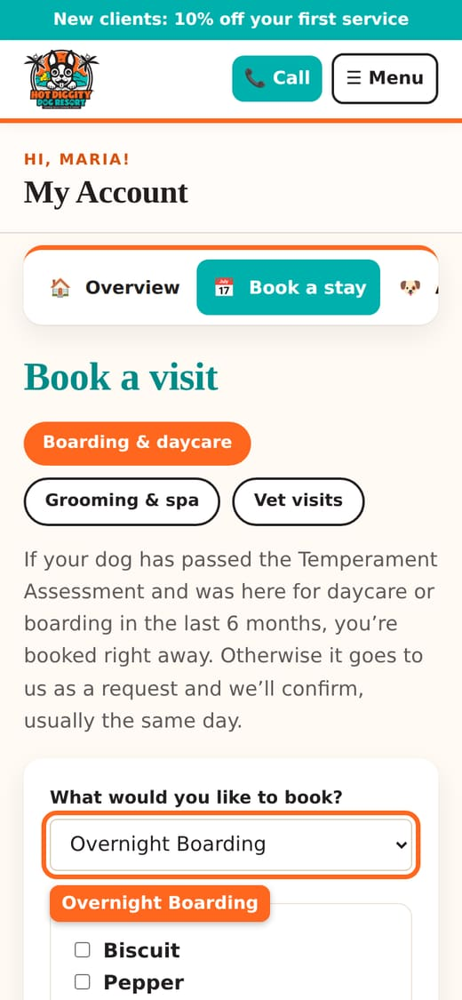 New clients: 10% off your first service
HOT DIGGITY
DOG RESORT
📞 Call
☰ Menu
HI, MARIA!
My Account
🏠 Overview
📅 Book a stay
Book a visit
Boarding & daycare
Grooming & spa
Vet visits
If your dog has passed the Temperament
Assessment and was here for daycare or
boarding in the last 6 months, you’re
booked right away. Otherwise it goes to
us as a request and we’ll confirm,
usually the same day.
What would you like to book?
Overnight Boarding
Overnight Boarding
Biscuit
Pepper